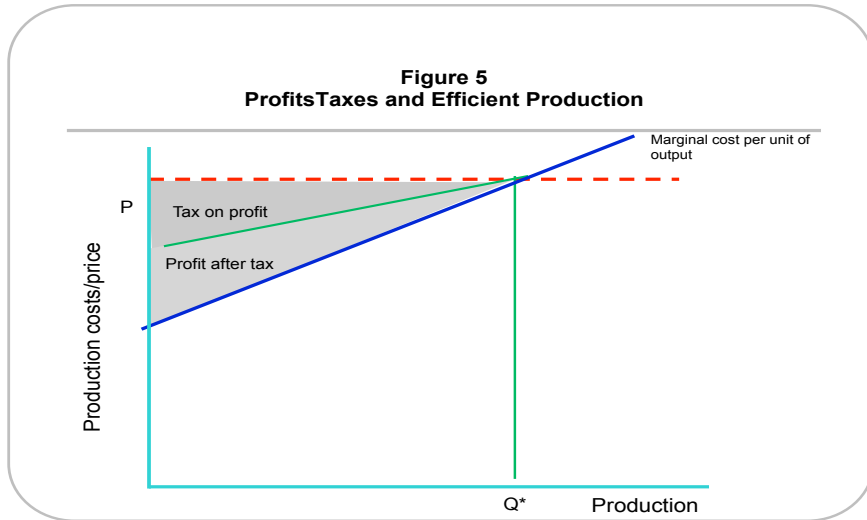 Figure 5
ProfitsTaxes and Efficient Production
Marginal cost per unit of
output
P
Tax on profit
Profit after tax
Production costs/price
Q*
Production